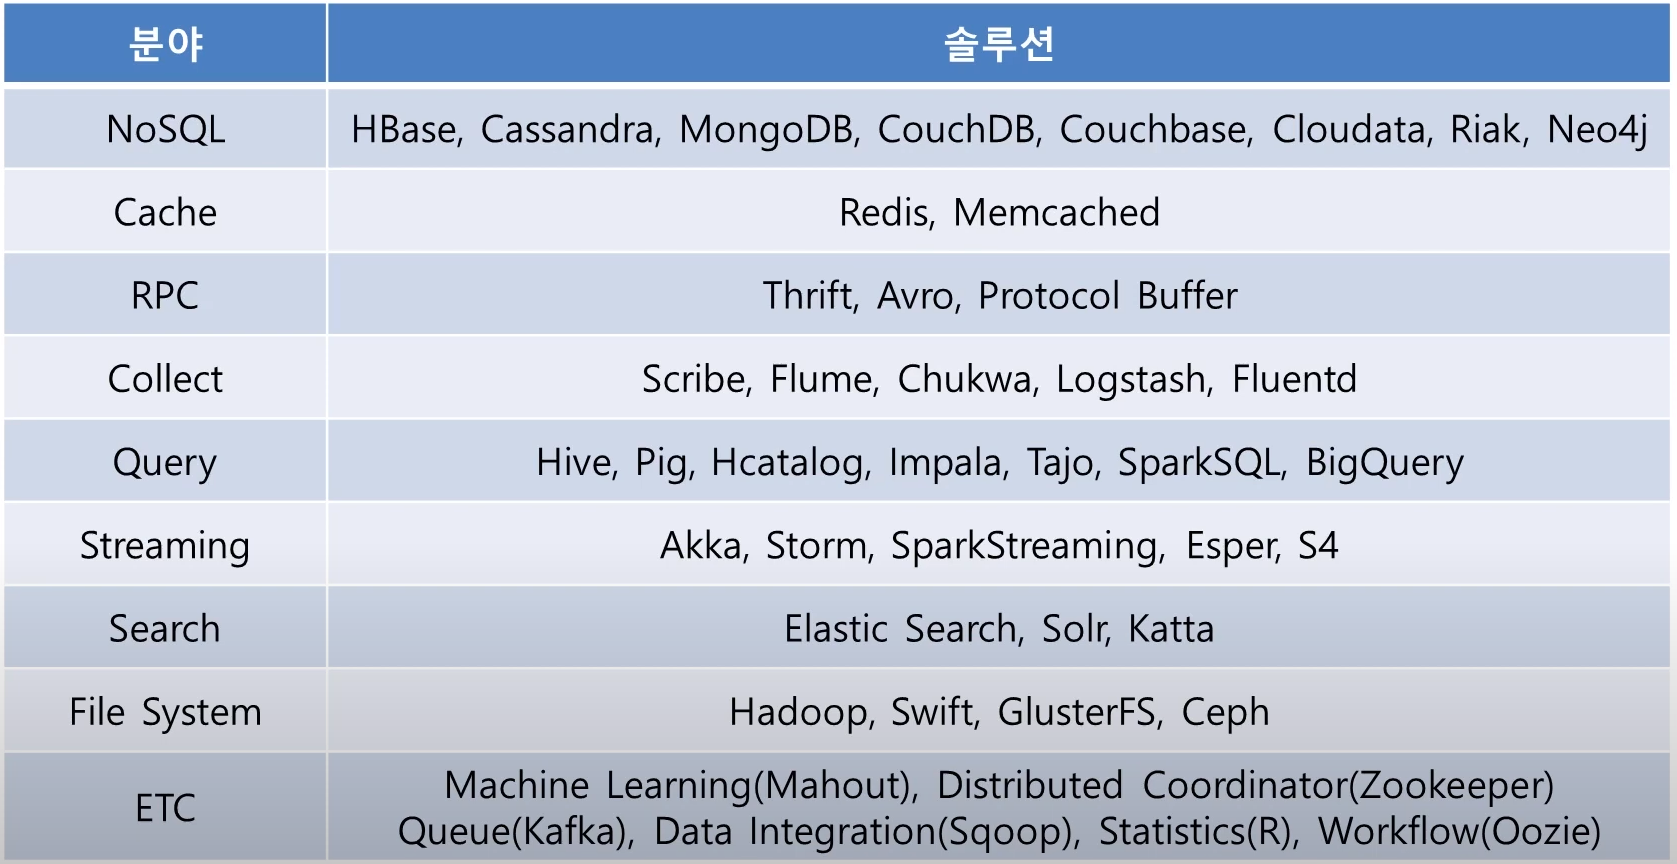 분야 솔루션
NoSQL HBase, Cassandra, MongoDB, CouchDB, Couchbase, Cloudata, Riak, Neo4j
Cache Redis, Memcached
RPC Thrift, Avro, Protocol Buffer
Collect Scribe, Flume, Chukwa, Logstash, Fluentd
Query Hive, Pig, Hcatalog, Impala, Tajo, SparkSQL, BigQuery
Streaming Akka, Storm, SparkStreaming, Esper, S4
Search Elastic Search, Solr, Katta
File System Hadoop, Swift, GlusterFS, Ceph
ETC Machine Learning(Mahout), Distributed Coordinator(Zookeeper)
Queue(Kafka), Data Integration(Sqoop), Statistics(R), Workflow(Oozie)